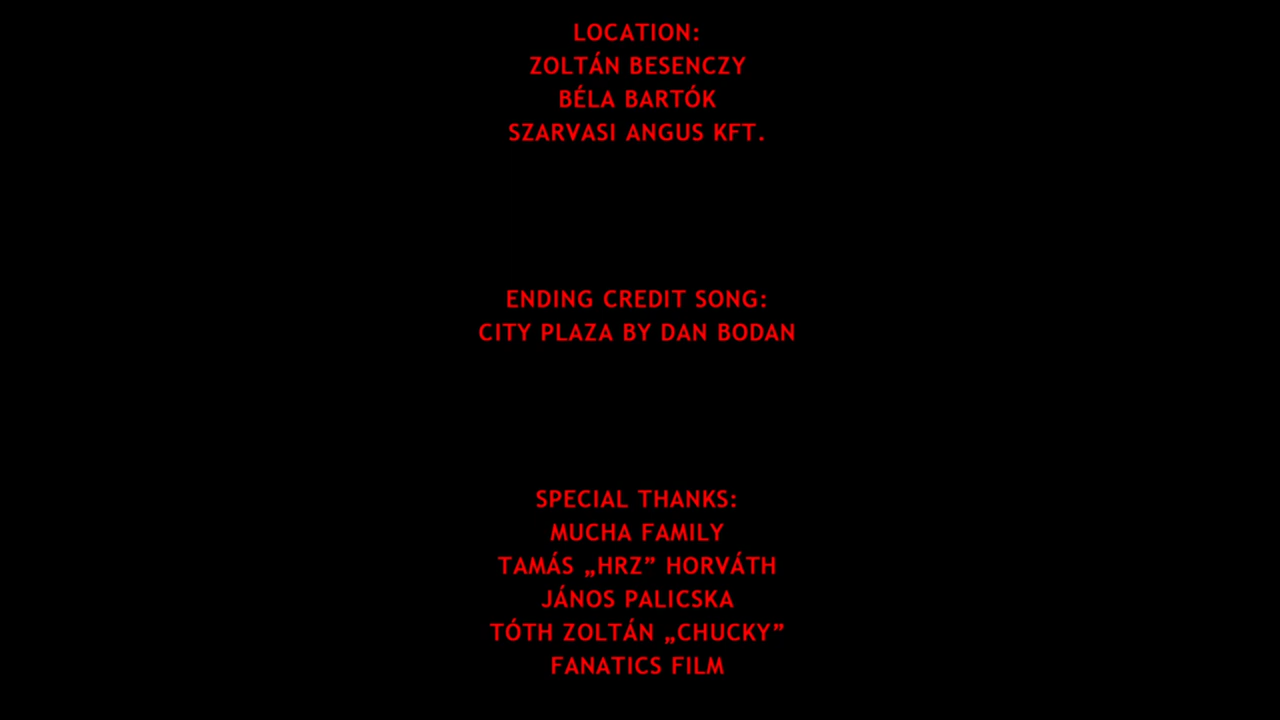 LOCATION:
ZOLTÁN BESENCZY
BÉLA BARTÓK
SZARVASI ANGUS KFT.
ENDING CREDIT SONG:
CITY PLAZA BY DAN BODAN
SPECIAL THANKS:
MUCHA FAMILY
TAMÁS „HRZ” HORVÁTH
JÁNOS PALICSKA
TÓTH ZOLTÁN „CHUCKY”
FANATICS FILM